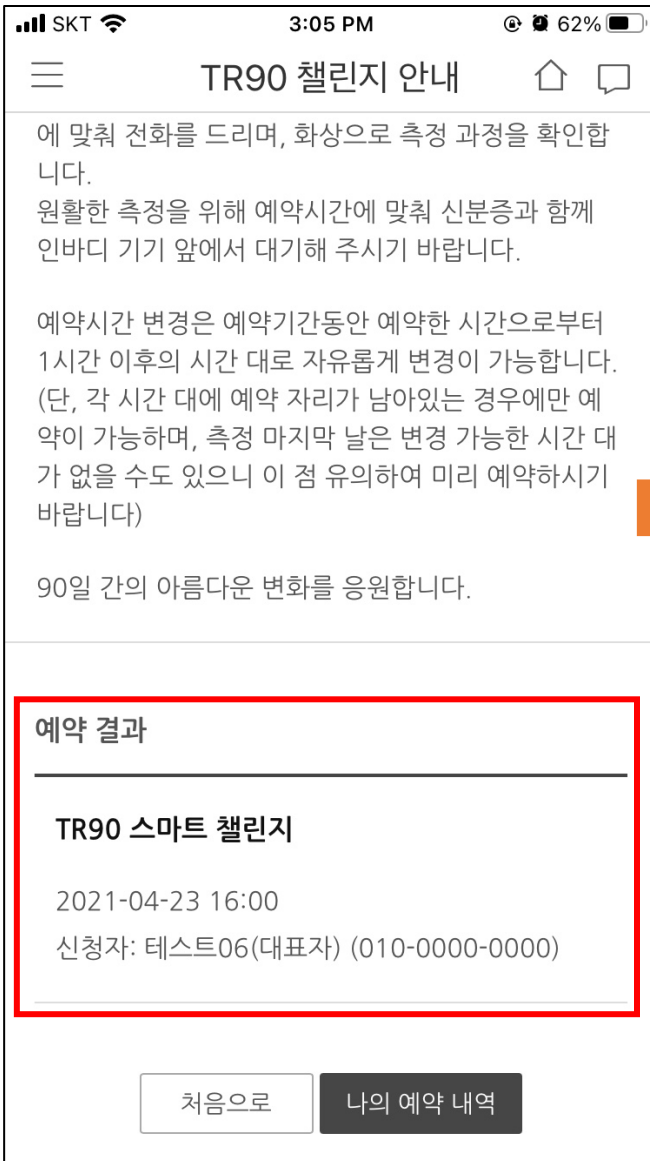 SKT 3:05 PM 62%
TR90 챌린지 안내
에 맞춰 전화를 드리며, 화상으로 측정 과정을 확인합
니다.
원활한 측정을 위해 예약시간에 맞춰 신분증과 함께
인바디 기기 앞에서 대기해 주시기 바랍니다.
예약시간 변경은 예약기간동안 예약한 시간으로부터
1시간 이후의 시간 대로 자유롭게 변경이 가능합니다.
(단, 각 시간 대에 예약 자리가 남아있는 경우에만 예
약이 가능하며, 측정 마지막 날은 변경 가능한 시간 대
가 없을 수도 있으니 이 점 유의하여 미리 예약하시기
바랍니다)
90일 간의 아름다운 변화를 응원합니다.
예약 결과
TR90 스마트 챌린지
2021-04-23 16:00
신청자: 테스트06(대표자) (010-0000-0000)
처음으로 나의 예약 내역